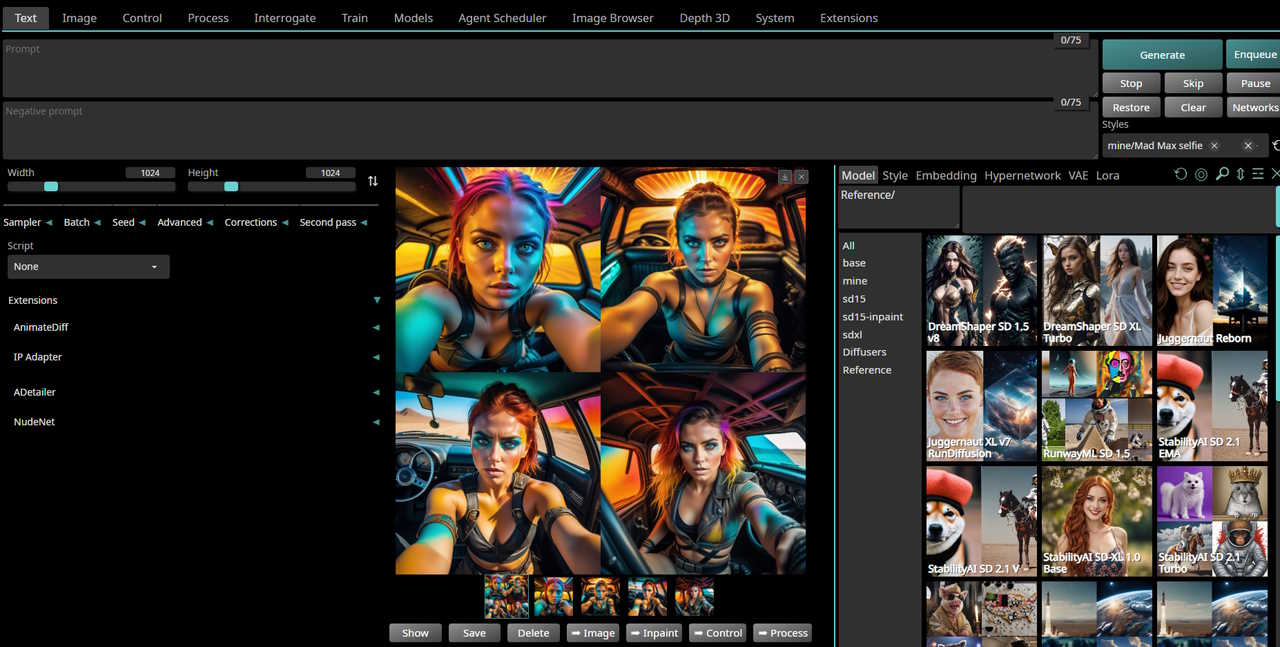 Text Image Control Process Interrogate Train Models Agent Scheduler Image Browser Depth 3D System Extensions
Prompt
0/75
Negative prompt
0/75
Generate
Enqueue
Stop
Skip
Pause
Restore
Clear
Networks
Styles
mine/Mad Max selfie
Width
1024
Height
1024
Sampler
Batch
Seed
Advanced
Corrections
Second pass
Script
None
Extensions
AnimateDiff
IP Adapter
ADetailer
NudeNet
Show
Save
Delete
➡ Image
➡ Inpaint
➡ Control
➡ Process
Model Style Embedding Hypernetwork VAE Lora
Reference/
All
base
mine
sd15
sd15-inpaint
sdxl
Diffusers
Reference
DreamShaper SD 1.5
v8
DreamShaper SD XL
Turbo
Juggernaut Reborn
Juggernaut XL v7
RunDiffusion
RunwayML SD 1.5
StabilityAI SD 2.1
EMA
StabilityAI SD 2.1 V
StabilityAI SD-XL 1.0
Base
StabilityAI SD 2.1
Turbo